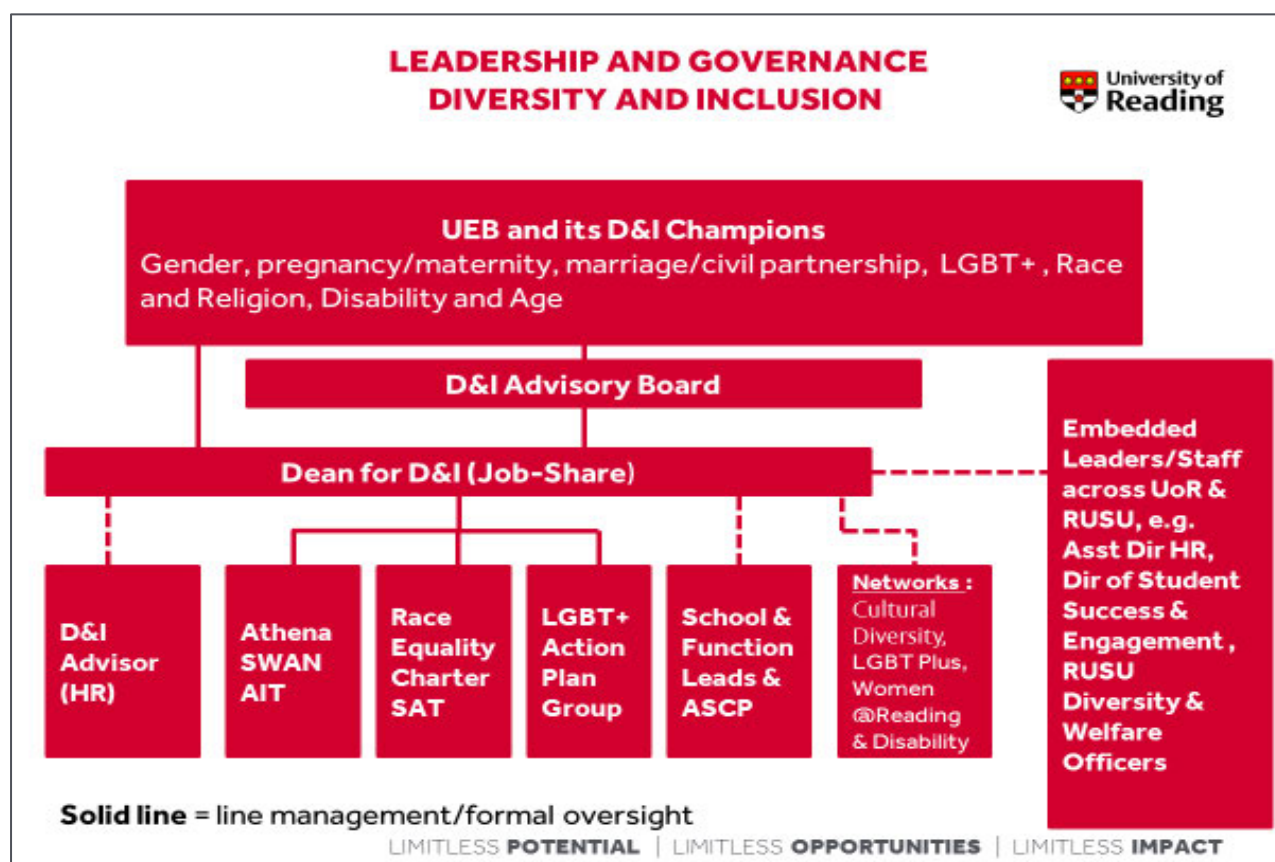 LEADERSHIP AND GOVERNANCE
DIVERSITY AND INCLUSION
University of
Reading
UEB and its D&I Champions
Gender, pregnancy/maternity, marriage/civil partnership,  LGBT+ , Race
and Religion, Disability and Age
D&I Advisory Board
Dean for D&I (Job-Share)
D&I
Advisor
(HR)
Athena
SWAN
AIT
Race
Equality
Charter
SAT
LGBT+
Action
Plan
Group
School &
Function
Leads &
ASCP
Networks :
Cultural
Diversity,
LGBT Plus,
Women
@Reading
& Disability
Embedded
Leaders/Staff
across UoR &
RUSU, e.g.
Asst Dir HR,
Dir of Student
Success &
Engagement ,
RUSU
Diversity &
Welfare
Officers
Solid line = line management/formal oversight
LIMITLESS POTENTIAL | LIMITLESS OPPORTUNITIES | LIMITLESS IMPACT